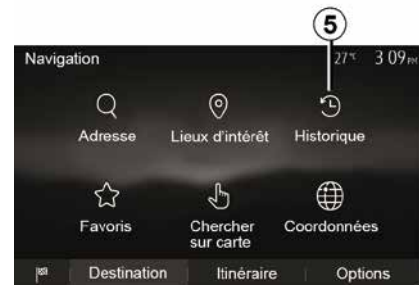 5
Navigation 27°C 3 09 PM
Adresse Lieux d'intérêt Historique
Favoris Chercher sur carte Coordonnées
Destination Itinéraire Options